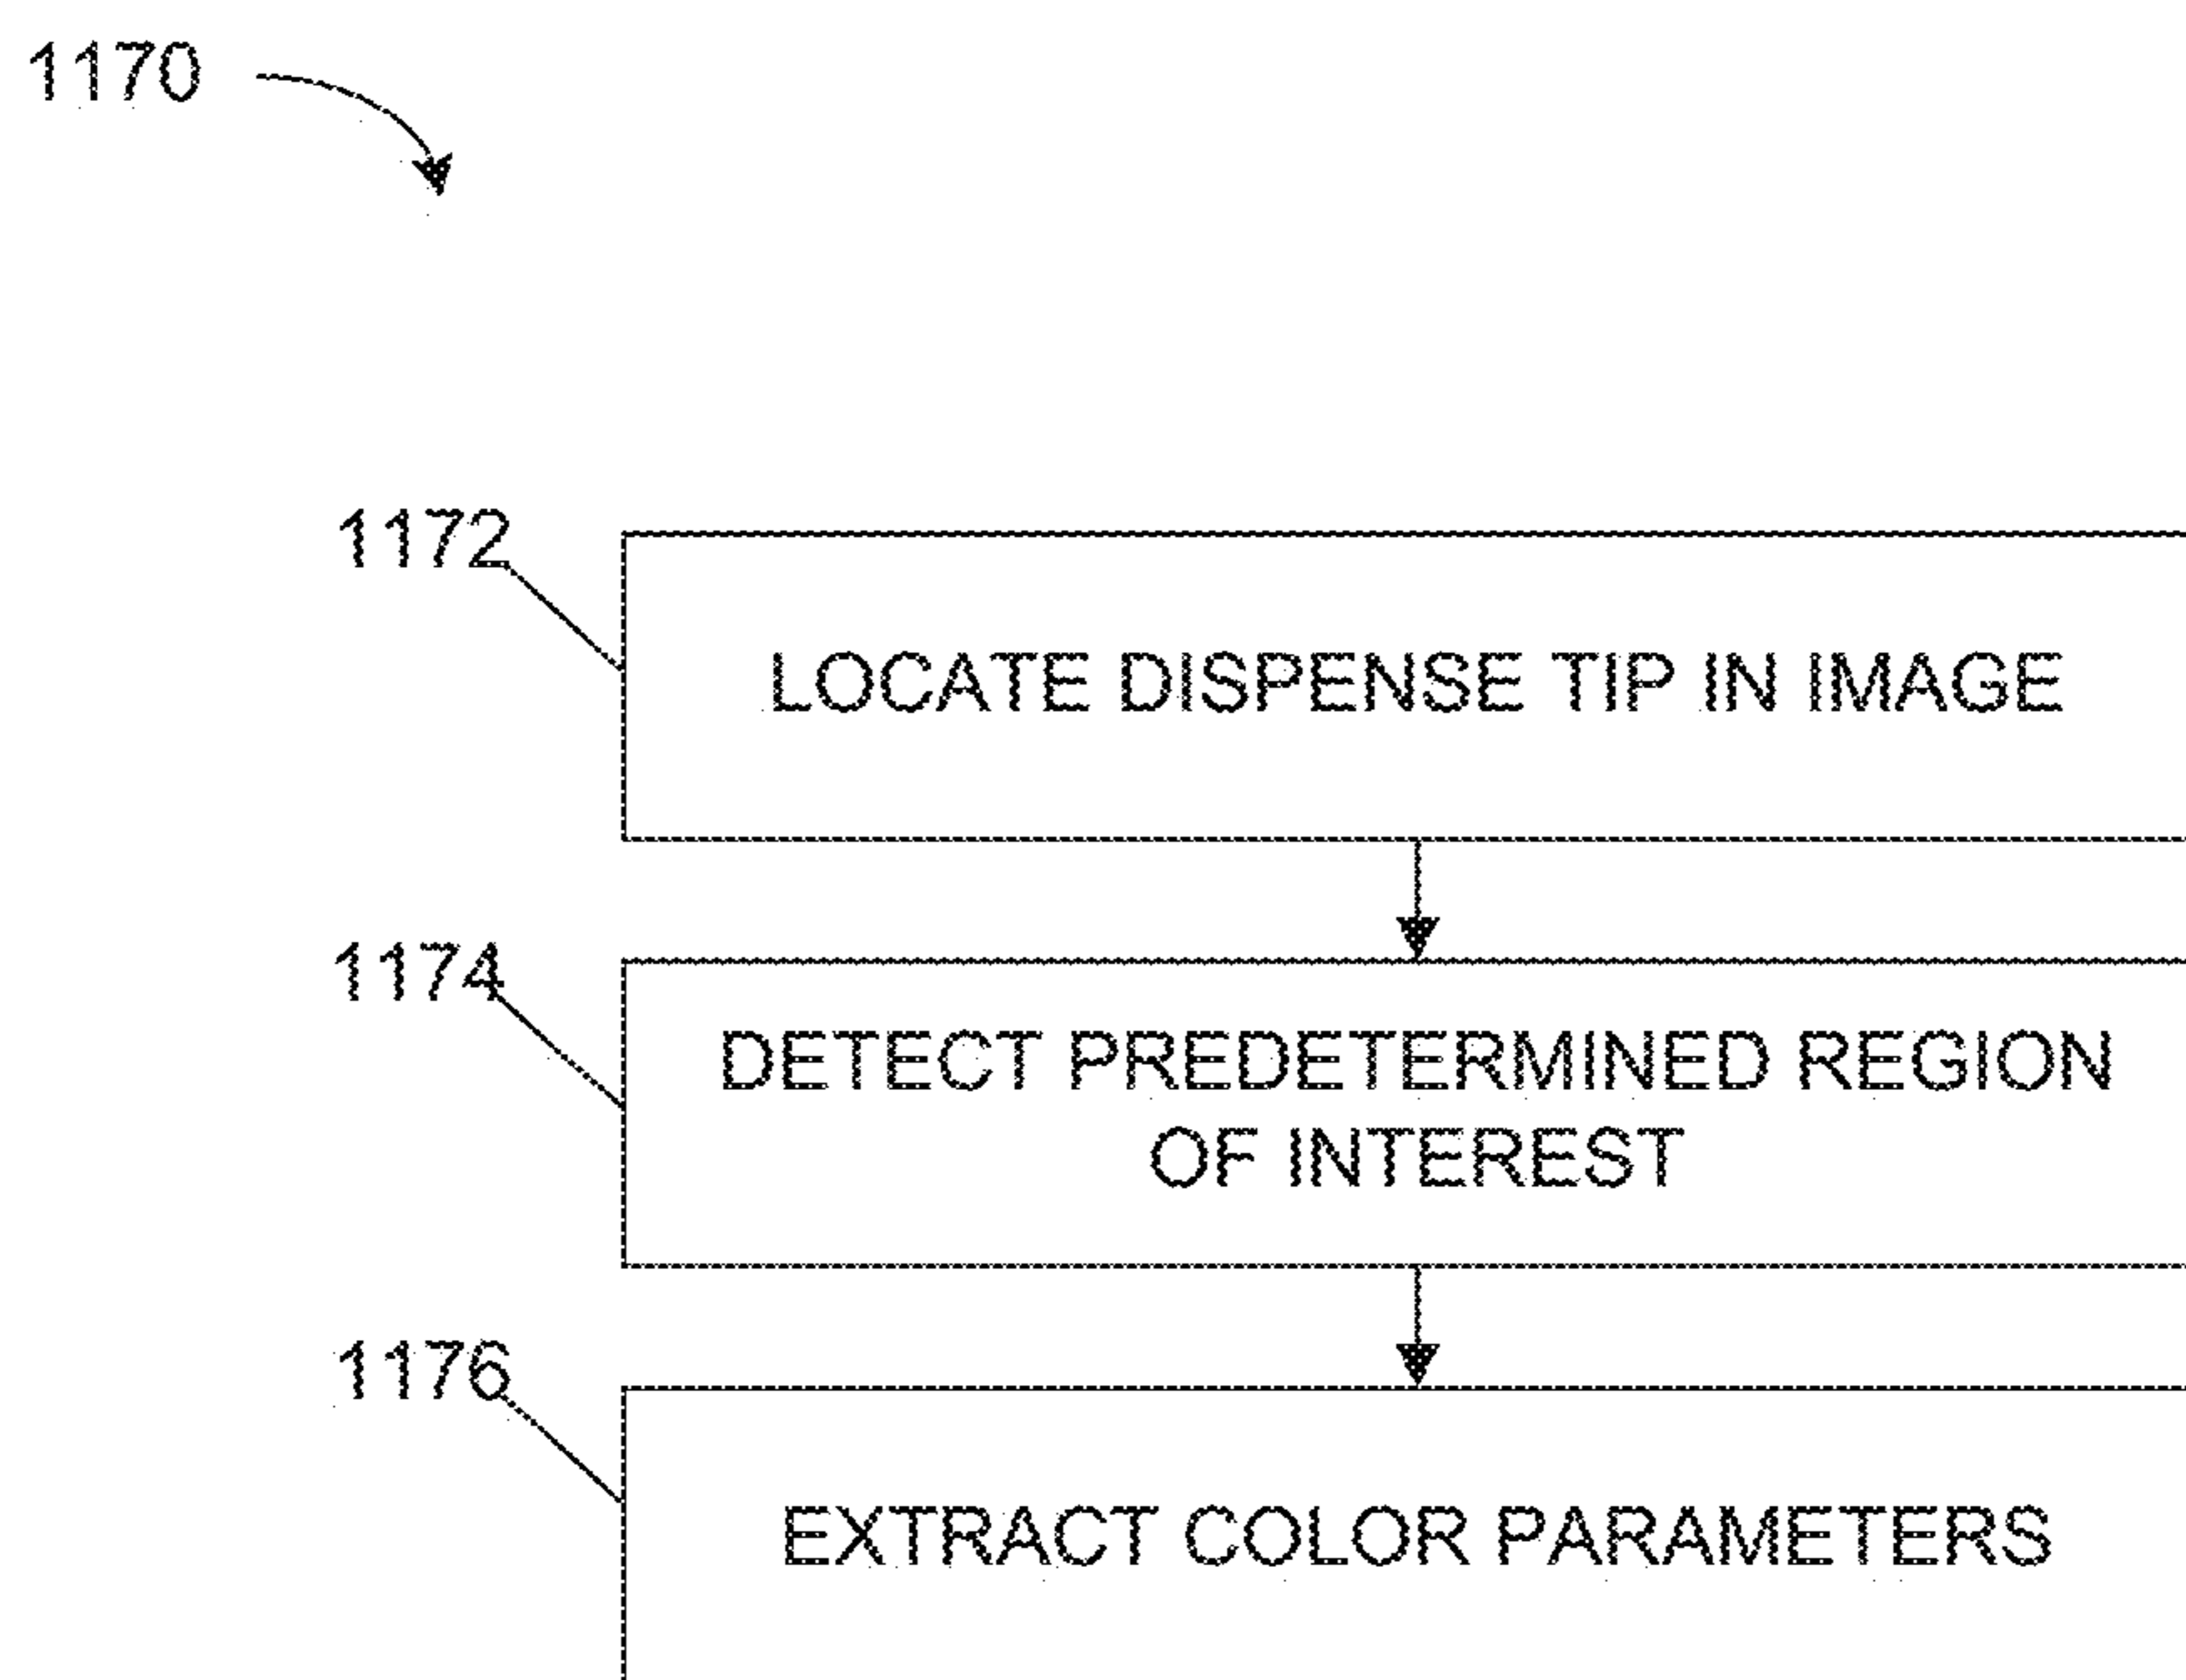 1170
1172
LOCATE DISPENSE TIP IN IMAGE
1174
DETECT PREDETERMINED REGION
OF INTEREST
1176
EXTRACT COLOR PARAMETERS